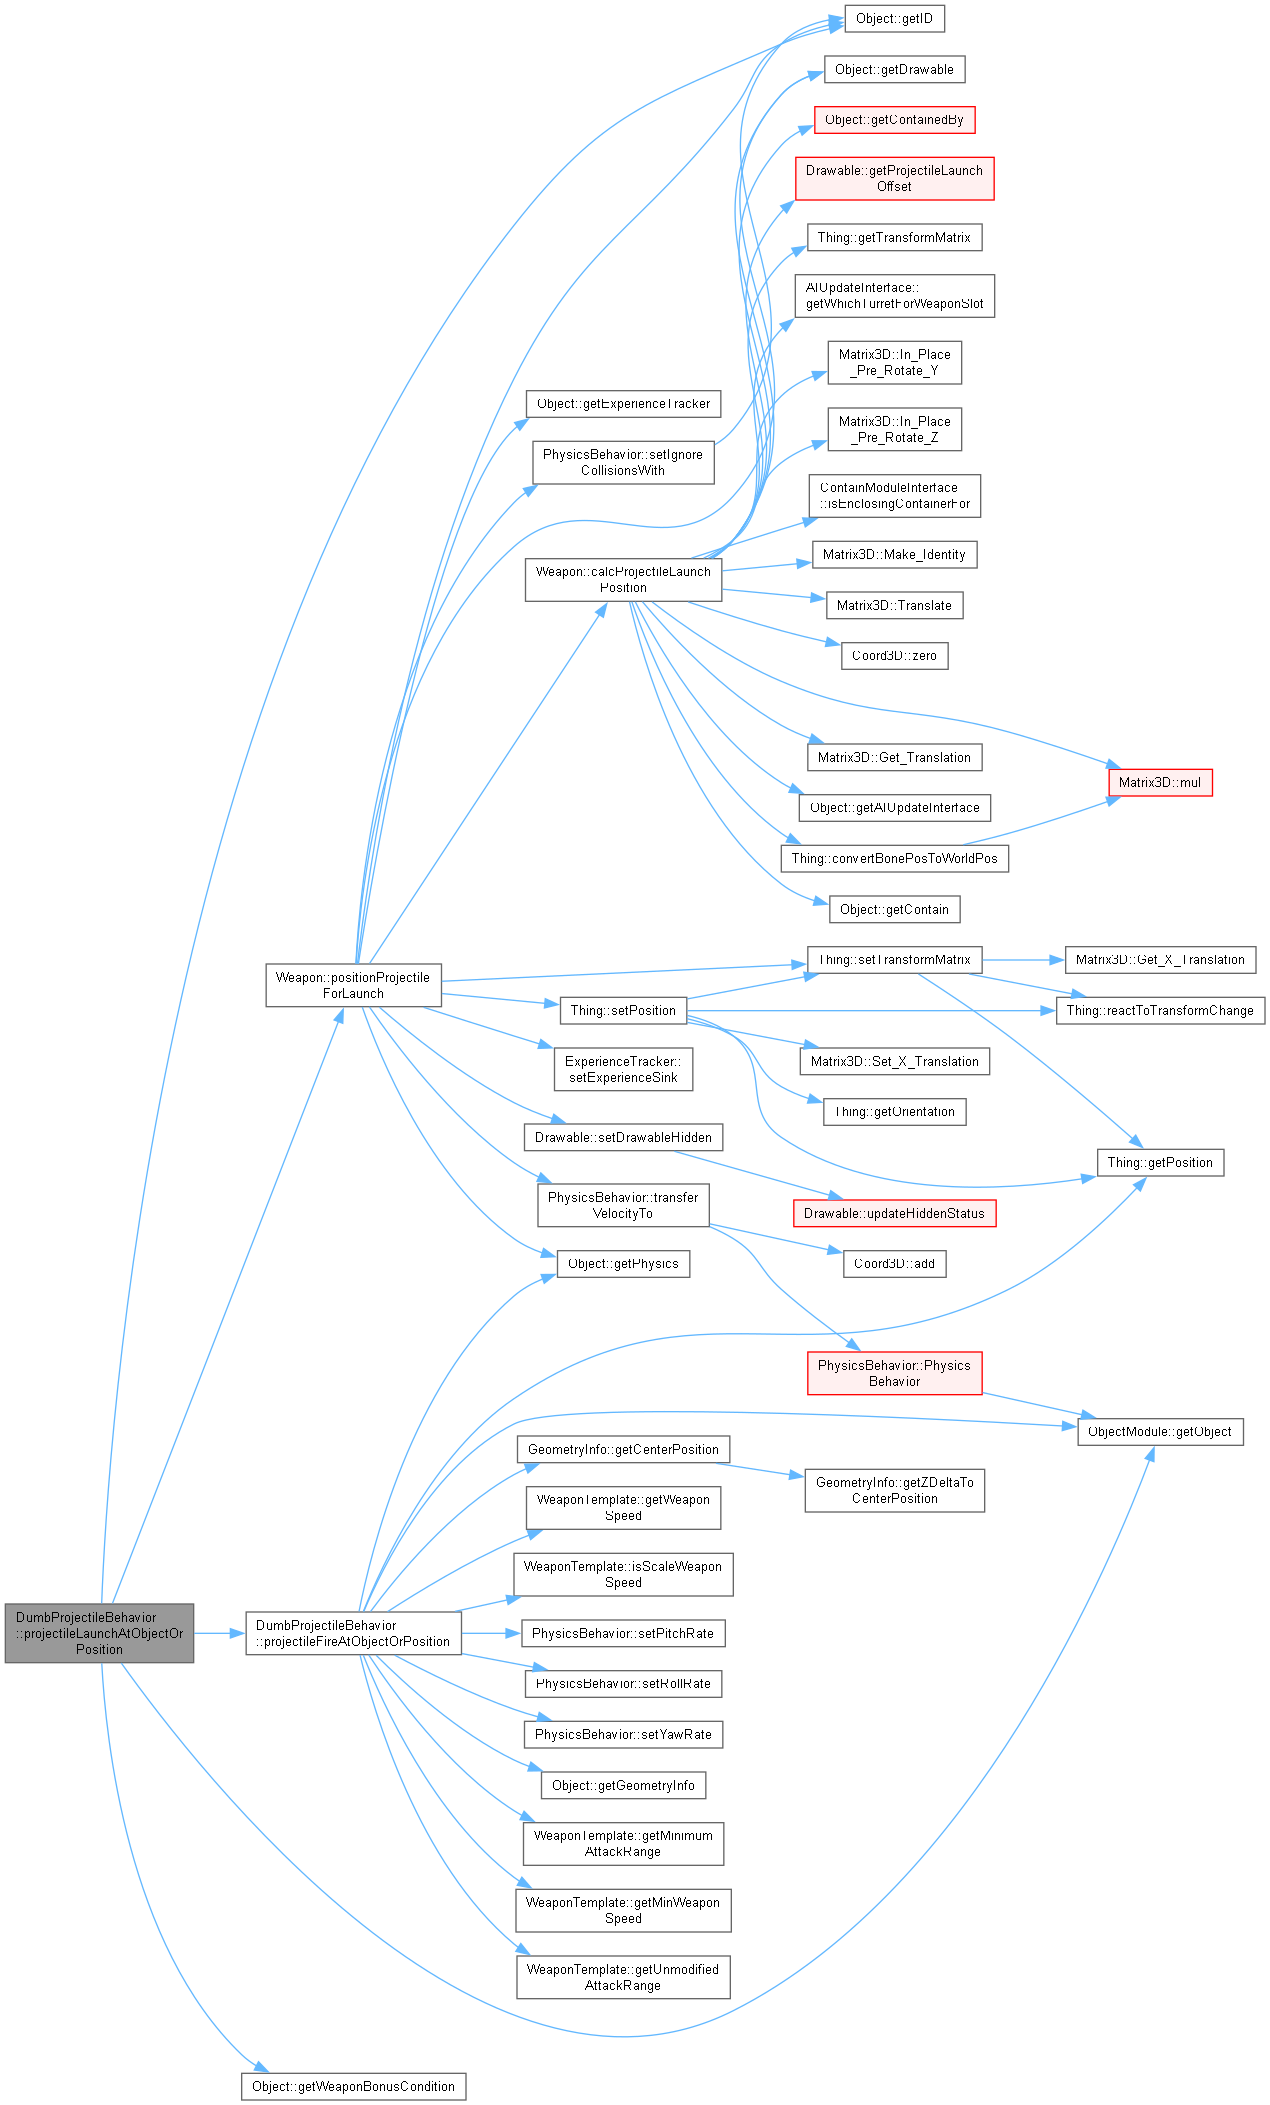 Object::getID
Object::getDrawable
Object::getContainedBy
Drawable::getProjectileLaunch
Offset
Thing::getTransformMatrix
AIUpdateInterface::
getWhichTurretForWeaponSlot
Matrix3D::In_Place
_Pre_Rotate_Y
Object::getExperienceTracker
Matrix3D::In_Place
_Pre_Rotate_Z
PhysicsBehavior::setIgnore
CollisionsWith
ContainModuleInterface
::isEnclosingContainerFor
Matrix3D::Make_Identity
Weapon::calcProjectileLaunch
Position
Matrix3D::Translate
Coord3D::zero
Matrix3D::Get_Translation
Matrix3D::mul
Object::getAIUpdateInterface
Thing::convertBonePosToWorldPos
Object::getContain
Thing::setTransformMatrix
Matrix3D::Get_X_Translation
Weapon::positionProjectile
ForLaunch
Thing::setPosition
Thing::reactToTransformChange
ExperienceTracker::
setExperienceSink
Matrix3D::Set_X_Translation
Thing::getOrientation
Drawable::setDrawableHidden
Thing::getPosition
PhysicsBehavior::transfer
VelocityTo
Drawable::updateHiddenStatus
Object::getPhysics
Coord3D::add
PhysicsBehavior::Physics
Behavior
ObjectModule::getObject
GeometryInfo::getCenterPosition
GeometryInfo::getZDeltaTo
CenterPosition
WeaponTemplate::getWeapon
Speed
WeaponTemplate::isScaleWeapon
Speed
DumbProjectileBehavior
::projectileLaunchAtObjectOr
Position
DumbProjectileBehavior
::projectileFireAtObjectOrPosition
PhysicsBehavior::setPitchRate
PhysicsBehavior::setRollRate
PhysicsBehavior::setYawRate
Object::getGeometryInfo
WeaponTemplate::getMinimum
AttackRange
WeaponTemplate::getMinWeapon
Speed
WeaponTemplate::getUnmodified
AttackRange
Object::getWeaponBonusCondition